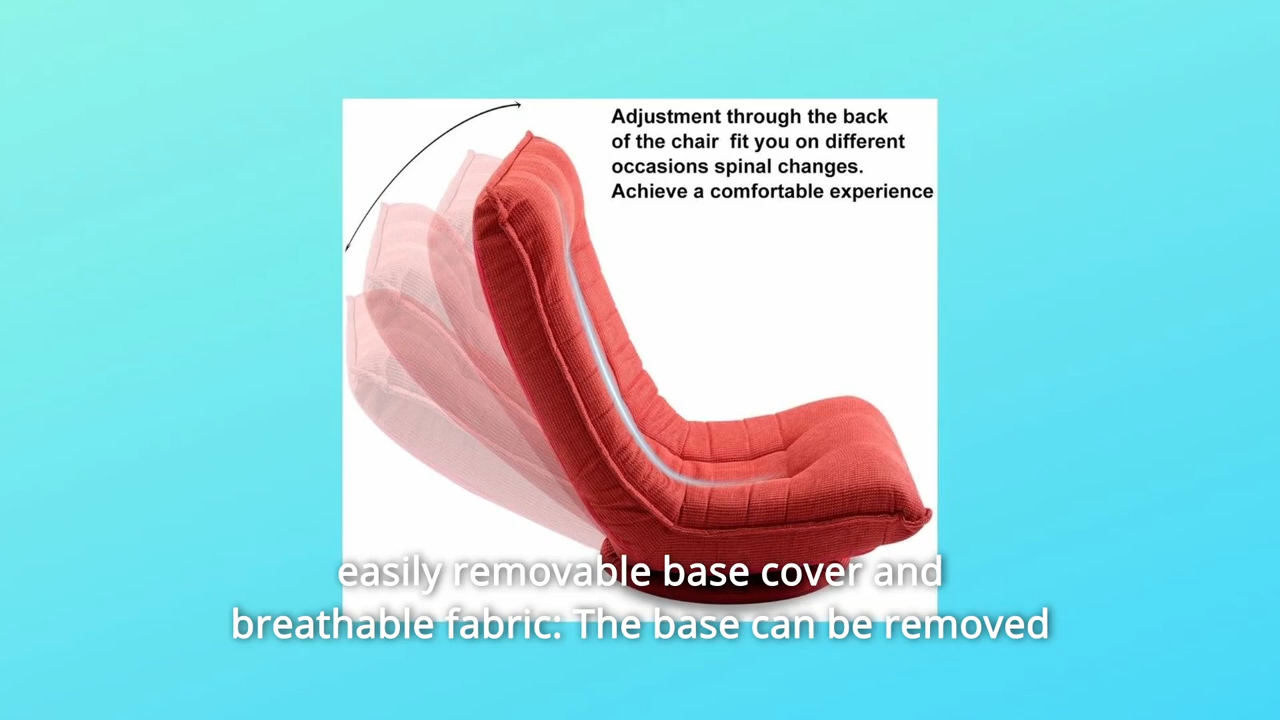 Adjustment through the back
of the chair fit you on different
occasions spinal changes.
Achieve a comfortable experience
easily removable base cover and
breathable fabric: The base can be removed